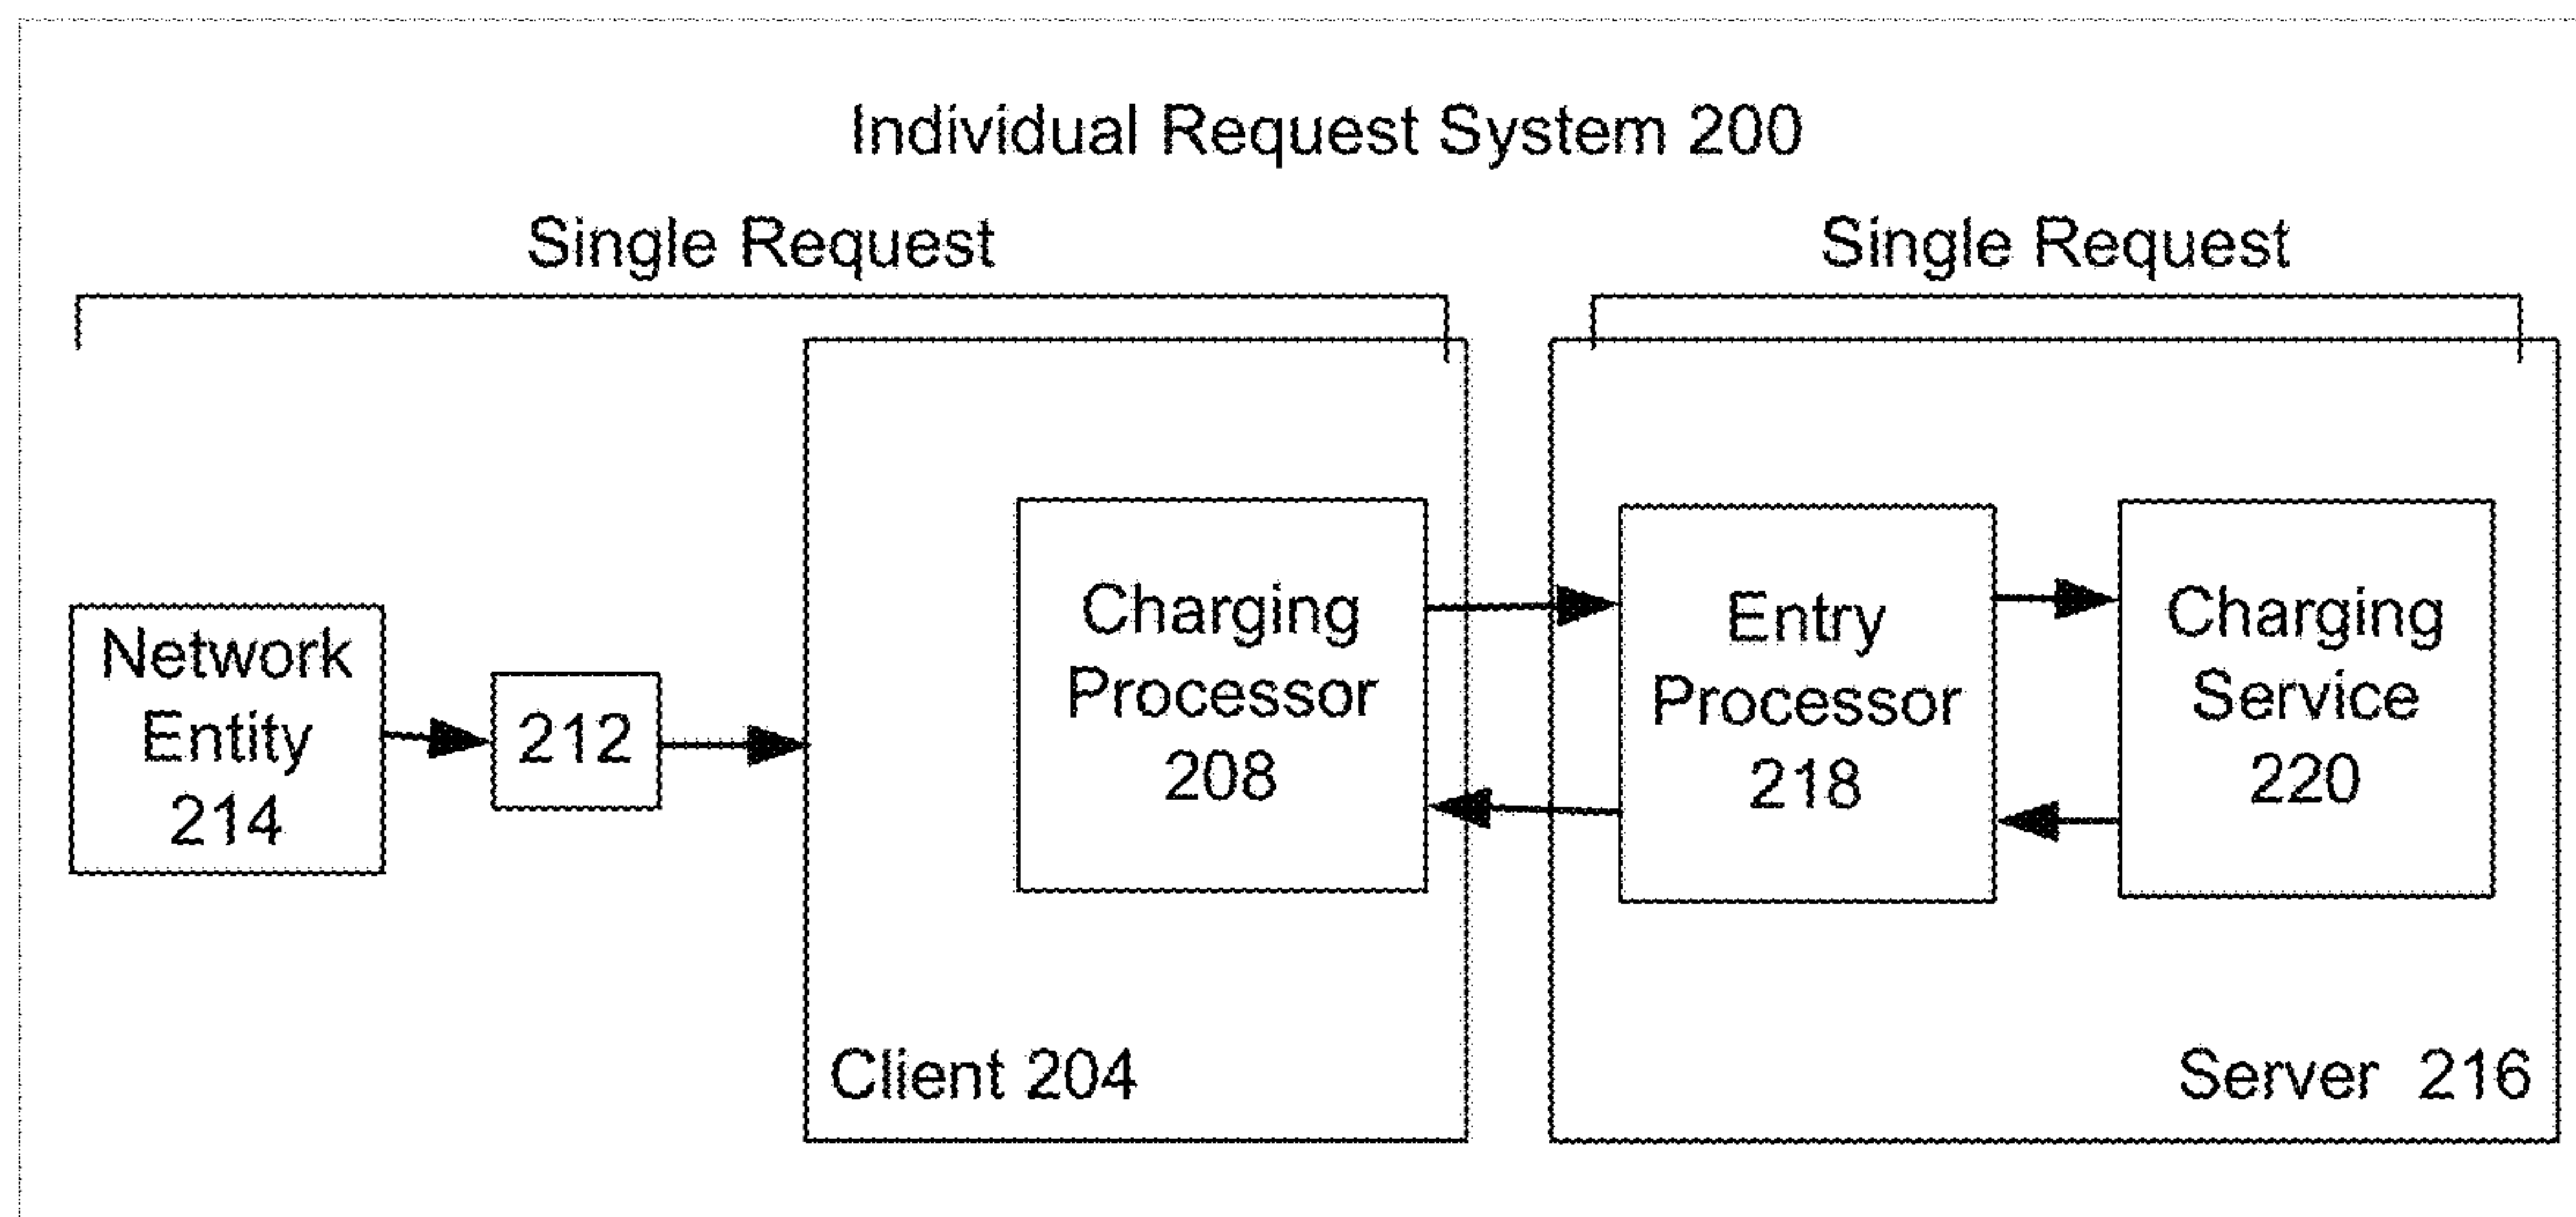 Individual Request System 200
Single Request
Single Request
Network
Entity
214
212
Charging
Processor
208
Client 204
Entry
Processor
218
Charging
Service
220
Server 216